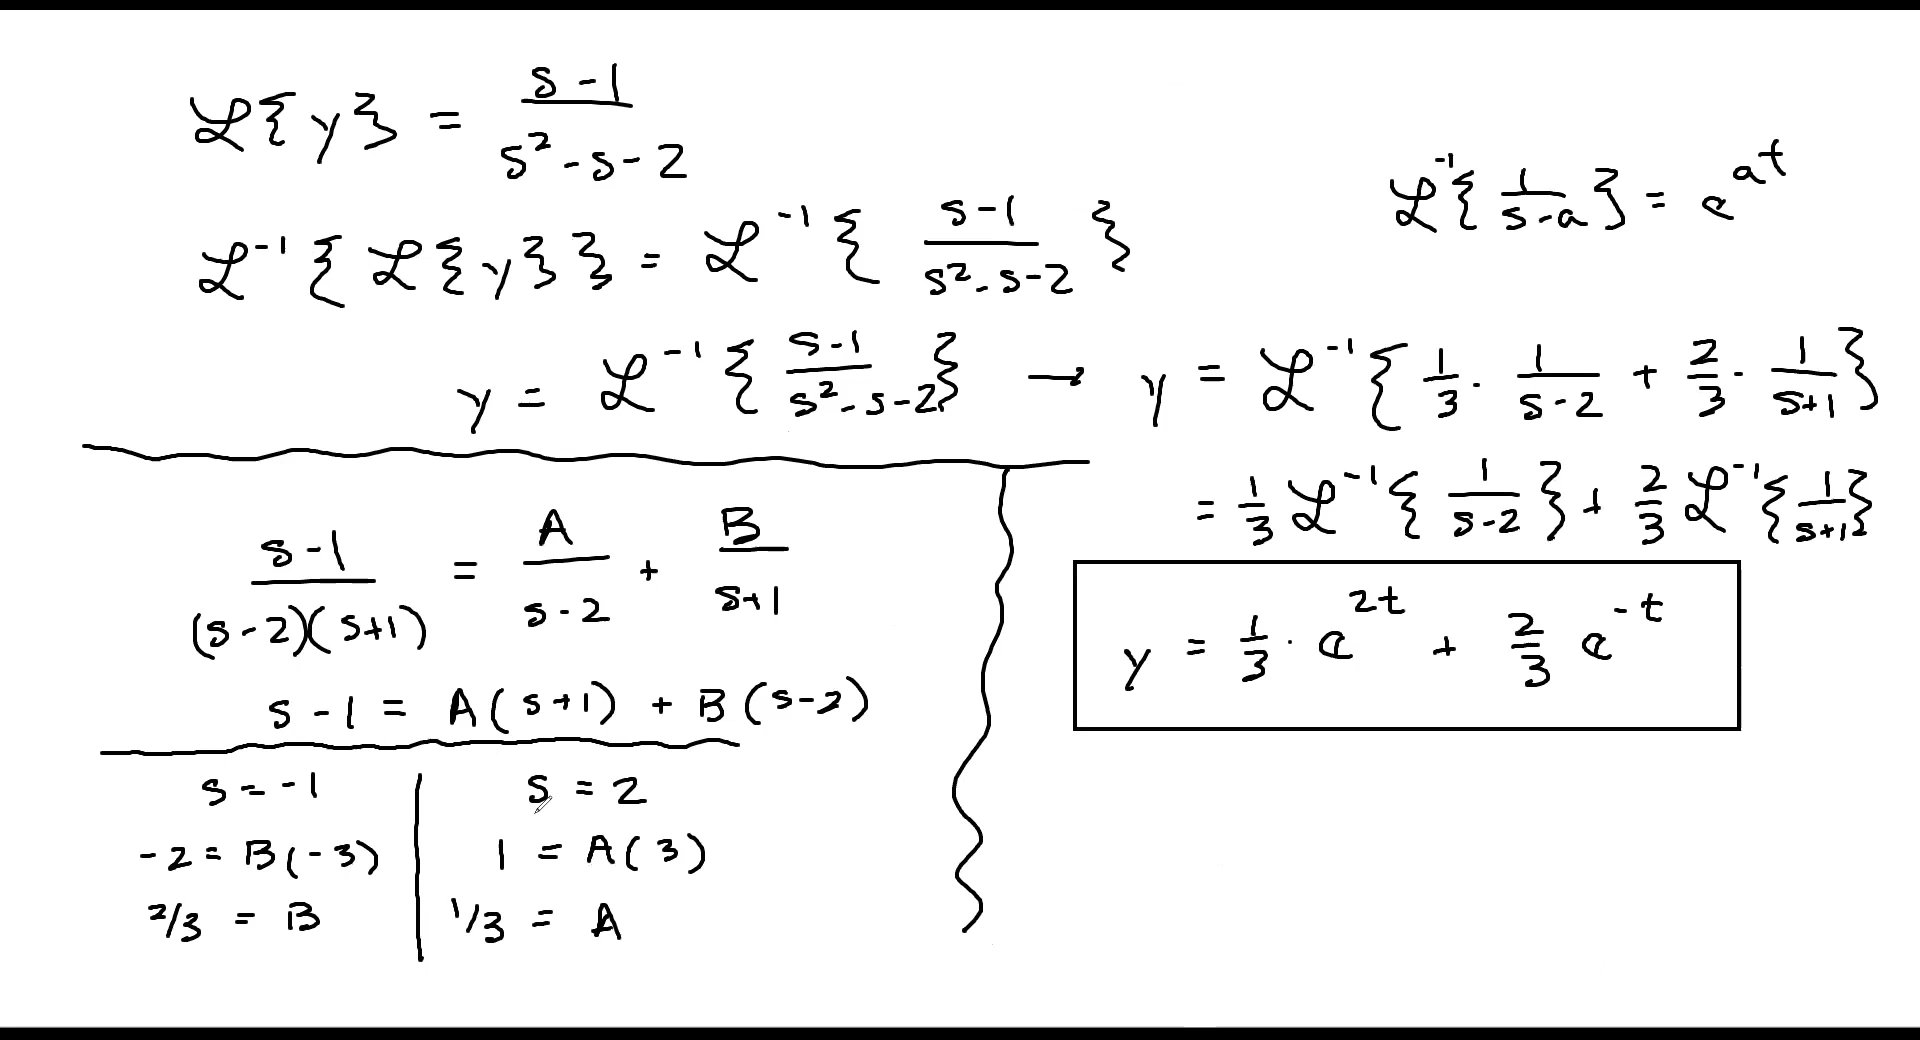 ℒ{y} = (s-1)/(s²-s-2)
ℒ⁻¹{ℒ{y}} = ℒ⁻¹{(s-1)/(s²-s-2)}
y = ℒ⁻¹{(s-1)/(s²-s-2)} →
(s-1)/((s-2)(s+1)) = A/(s-2) + B/(s+1)
s-1 = A(s+1) + B(s-2)
s = -1
-2 = B(-3)
2/3 = B
s = 2
1 = A(3)
1/3 = A
ℒ⁻¹{1/(s-a)} = e^(at)
y = ℒ⁻¹{1/3 · 1/(s-2) + 2/3 · 1/(s+1)}
= 1/3 ℒ⁻¹{1/(s-2)} + 2/3 ℒ⁻¹{1/(s+1)}
y = 1/3 · e^(2t) + 2/3 e^(-t)